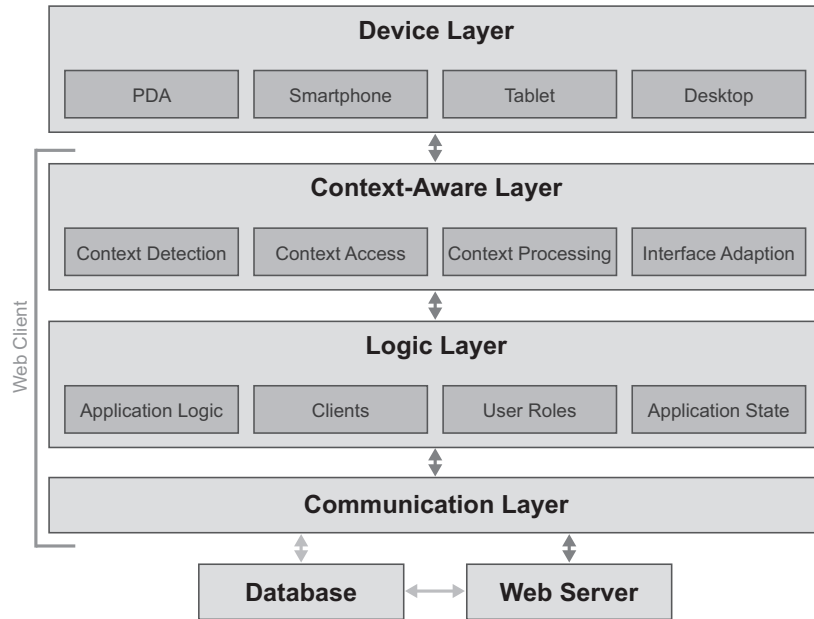 Device Layer
PDA
Smartphone
Tablet
Desktop
Context-Aware Layer
Context Detection
Context Access
Context Processing
Interface Adaption
Web Client
Logic Layer
Application Logic
Clients
User Roles
Application State
Communication Layer
Database
Web Server